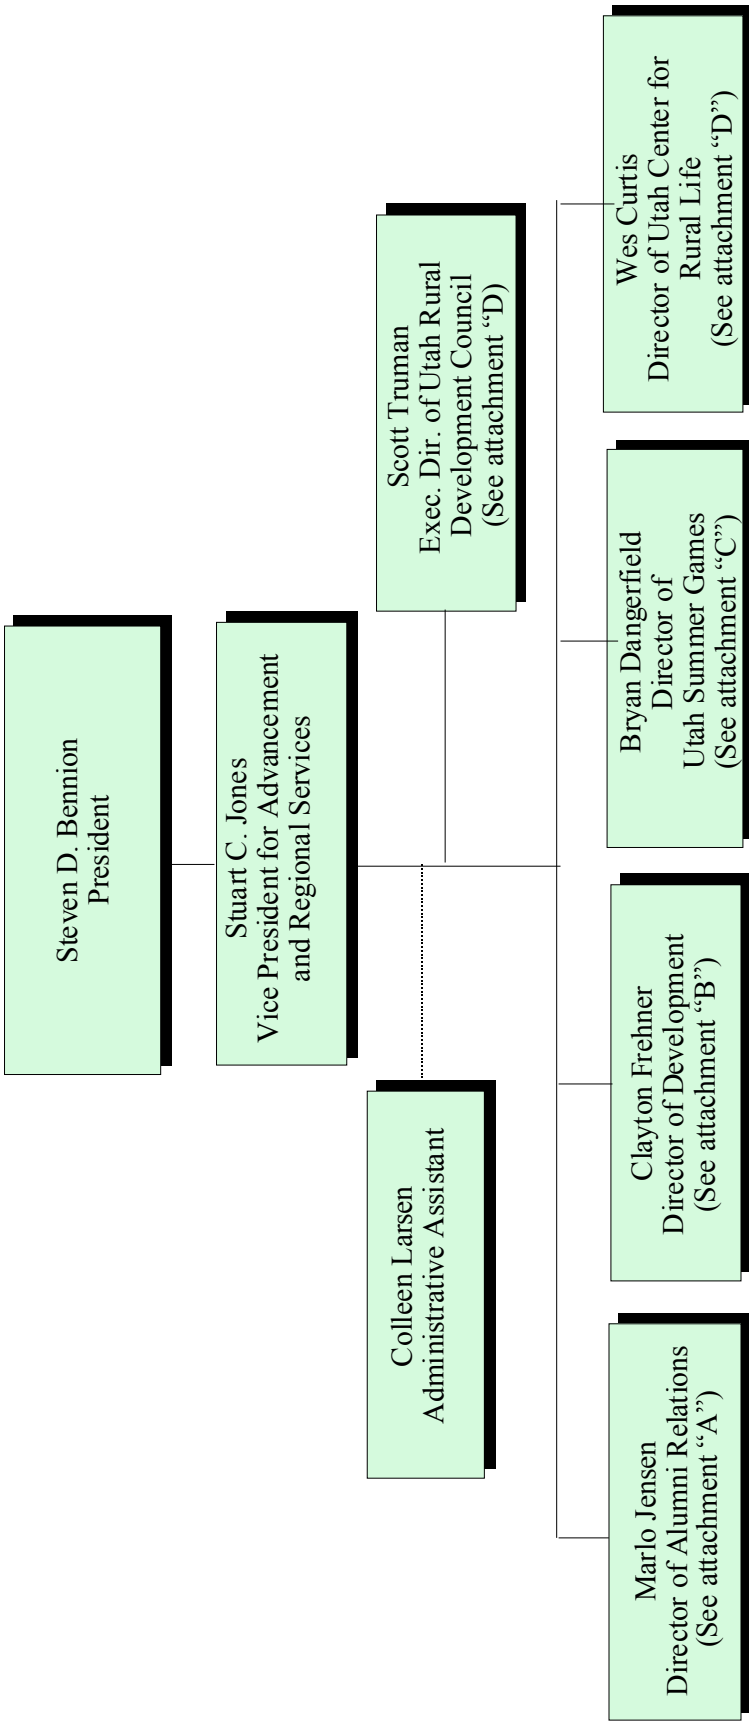 Steven D. Bennion
President
Stuart C. Jones
Vice President for Advancement
and Regional Services
Colleen Larsen
Administrative Assistant
Scott Truman
Exec. Dir. of Utah Rural
Development Council
(See attachment “D)
Marlo Jensen
Director of Alumni Relations
(See attachment “A”)
Clayton Frehner
Director of Development
(See attachment “B”)
Bryan Dangerfield
Director of
Utah Summer Games
(See attachment “C”)
Wes Curtis
Director of Utah Center for
Rural Life
(See attachment “D”)